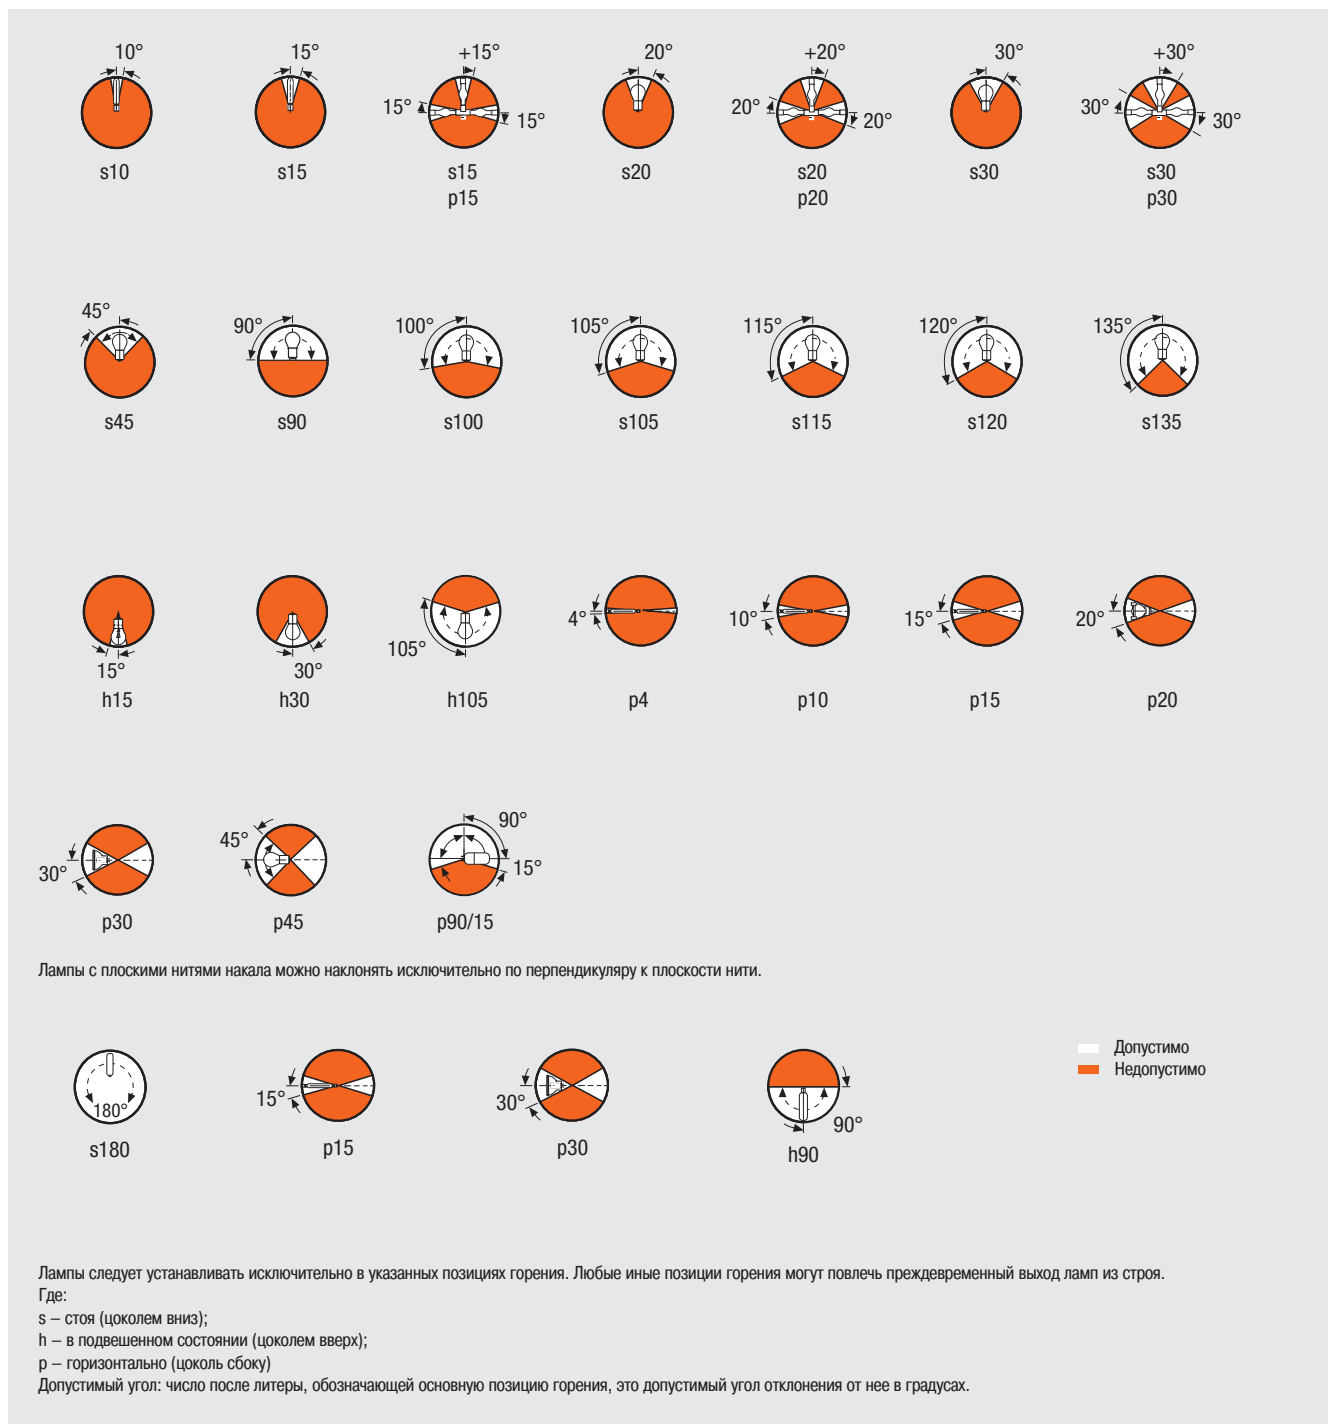 10° 15° +15° 20° +20° 30° +30°
15° 15° 20° 20° 30° 30°
s10 s15 s15 s20 s20 s30 s30
p15 p20 p30
45° 90° 100° 105° 115° 120° 135°
s45 s90 s100 s105 s115 s120 s135
4° 10° 15° 20°
105°
15° 30°
h15 h30 h105 p4 p10 p15 p20
90°
45°
30° 15°
p30 p45 p90/15
Лампы с плоскими нитями накала можно наклонять исключительно по перпендикуляру к плоскости нити.
Допустимо
Недопустимо
180° 15° 30° 90°
s180 p15 p30 h90
Лампы следует устанавливать исключительно в указанных позициях горения. Любые иные позиции горения могут повлечь преждевременный выход ламп из строя.
Где:
s – стоя (цоколем вниз);
h – в подвешенном состоянии (цоколем вверх);
p – горизонтально (цоколь сбоку)
Допустимый угол: число после литеры, обозначающей основную позицию горения, это допустимый угол отклонения от нее в градусах.